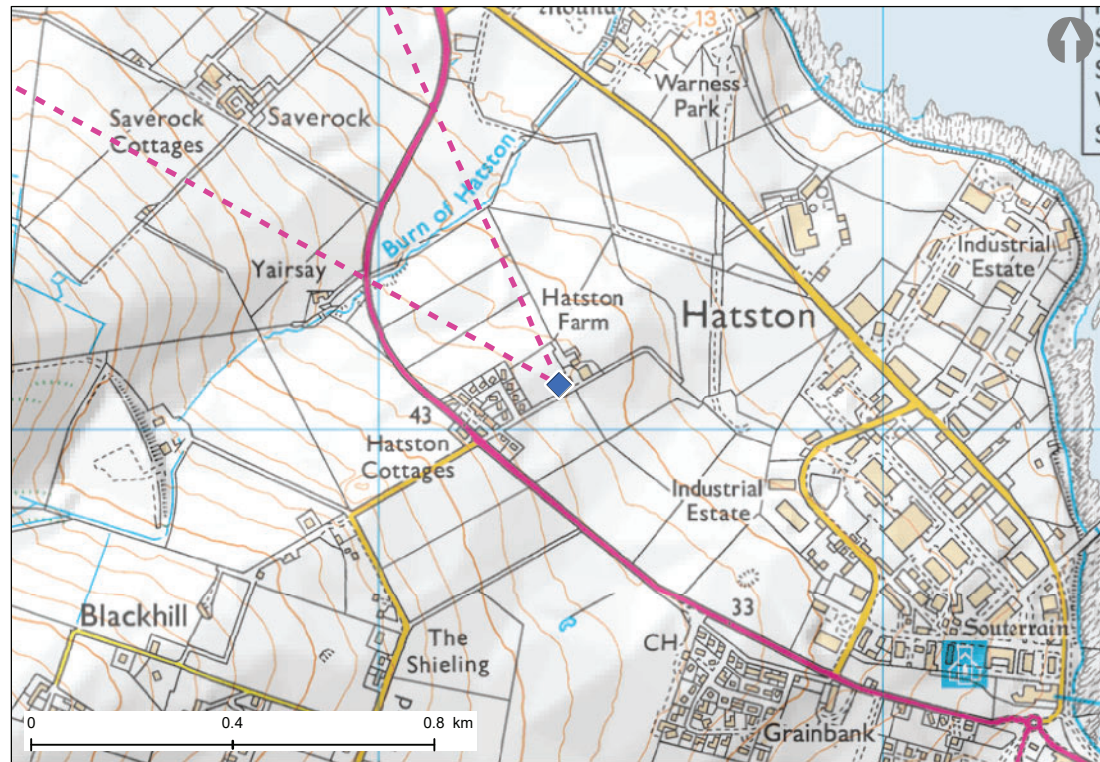 13
Warness
Park
Saverock
Saverock
Cottages
Burn of Hatston
Industrial
Estate
Yairsay
Hatston
Farm
Hatston
43
Hatston
Cottages
Industrial
Estate
Blackhill
33
Souterrain
The
Shieling
CH
Grainbank
0
0.4
0.8 km